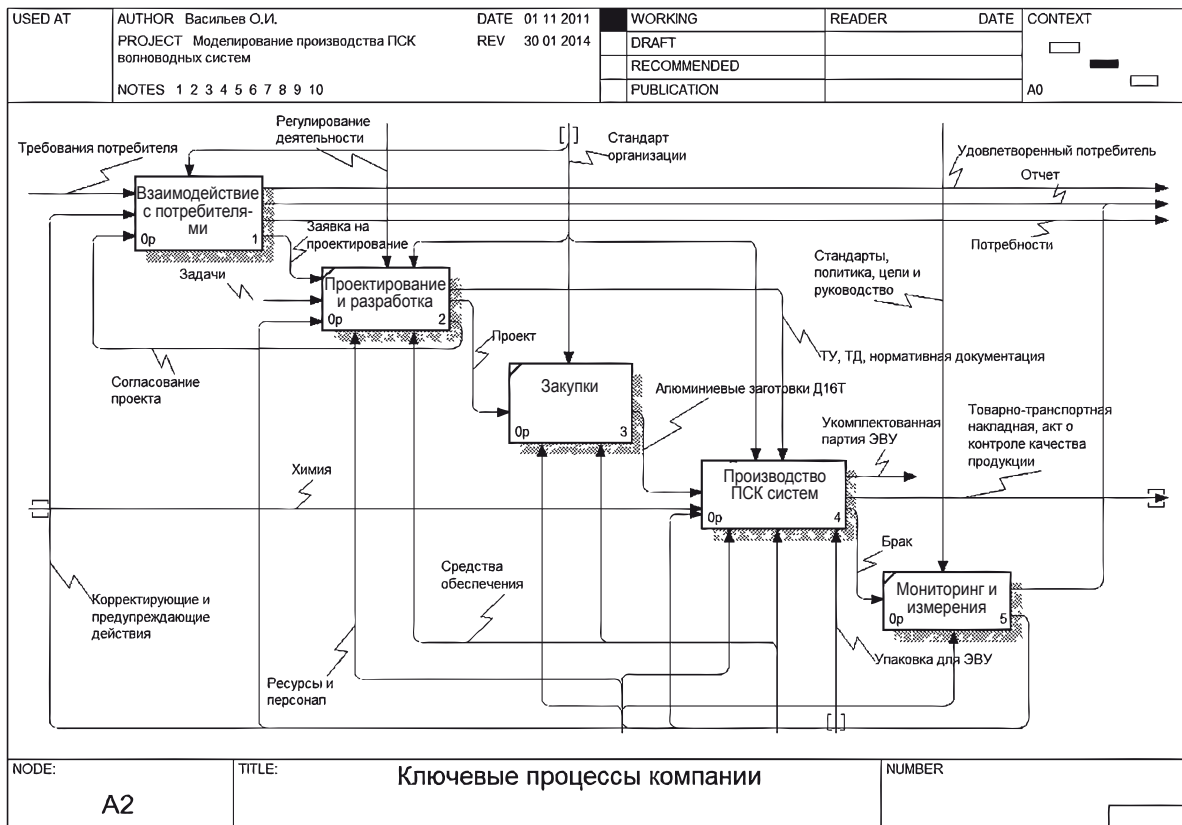 USED AT
AUTHOR Васильев О.И.
DATE 01 11 2011
PROJECT Моделирование производства ПСК
волноводных систем
REV 30 01 2014
NOTES 1 2 3 4 5 6 7 8 9 10
WORKING
DRAFT
RECOMMENDED
PUBLICATION
READER
DATE
CONTEXT
A0
Требования потребителя
Регулирование
деятельности
Стандарт
организации
Удовлетворенный потребитель
Отчет
Потребности
Взаимодействие
с потребителя-
ми
0р 1
Заявка на
проектирование
Задачи
Проектирование
и разработка
0р 2
Стандарты,
политика, цели и
руководство
Согласование
проекта
Проект
ТУ, ТД, нормативная документация
Закупки
0р 3
Алюминиевые заготовки Д16Т
Укомплектованная
партия ЭВУ
Товарно-транспортная
накладная, акт о
контроле качества
продукции
Химия
Производство
ПСК систем
0р 4
Брак
Средства
обеспечения
Мониторинг и
измерения
0р 5
Корректирующие и
предупреждающие
действия
Упаковка для ЭВУ
Ресурсы и
персонал
NODE:
A2
TITLE:
Ключевые процессы компании
NUMBER